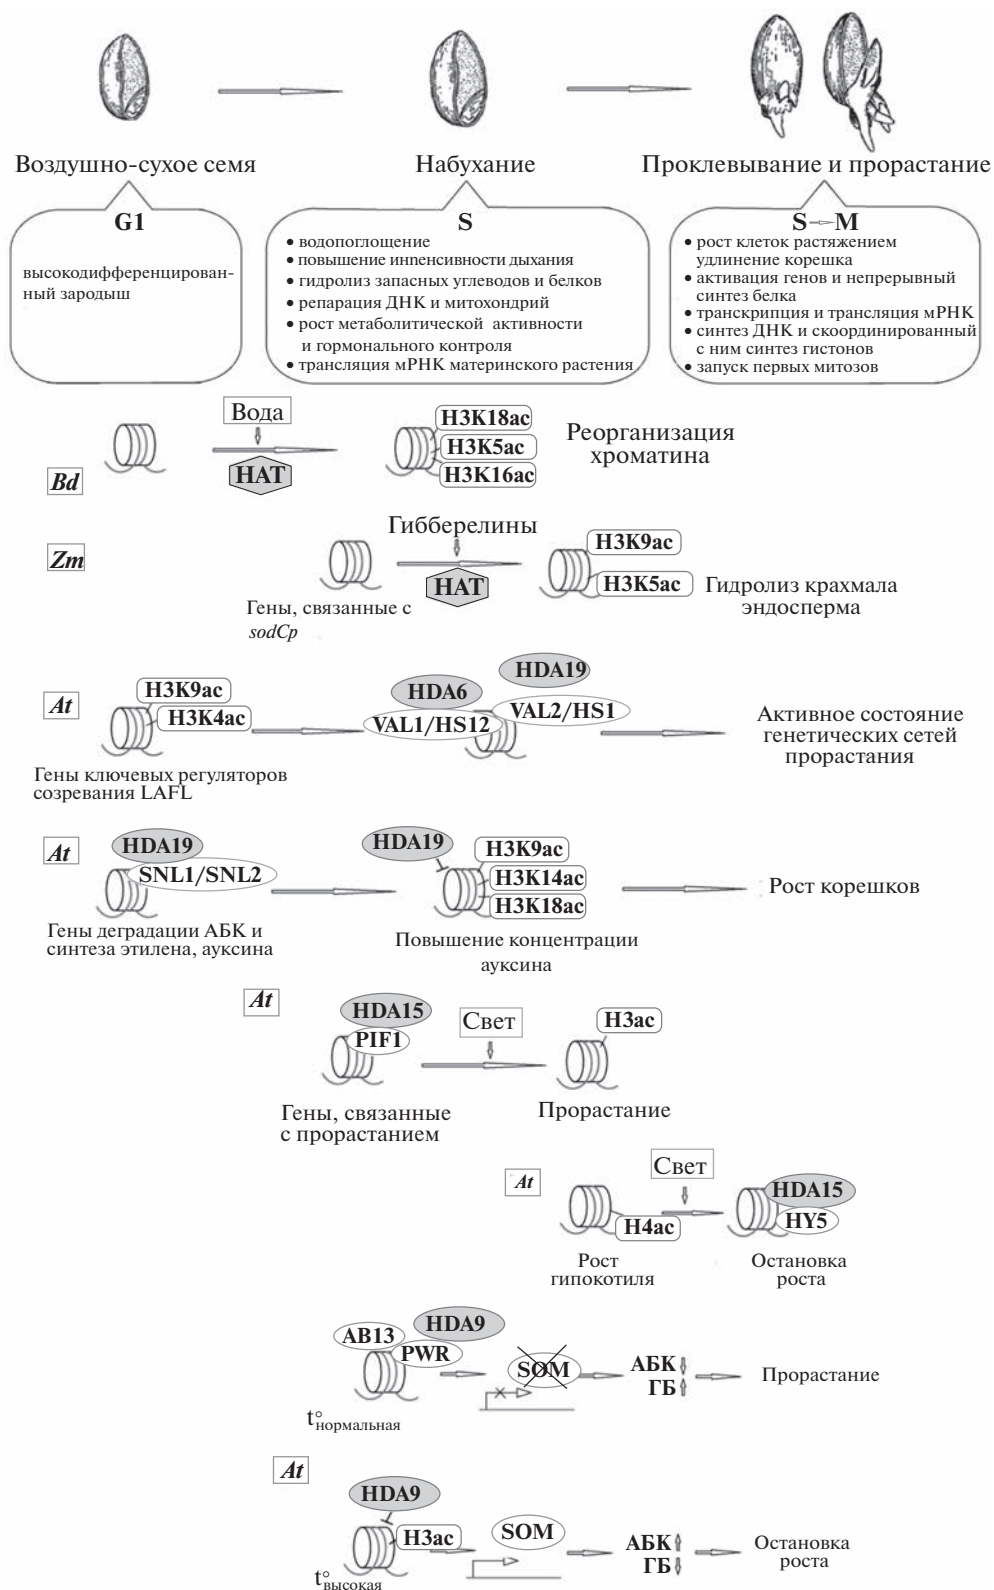 Воздушно-сухое семя
Набухание
Проклевывание и прорастание
G1
высокодифференцирован-
ный зародыш
S
• водопоглощение
• повышение инпенсивности дыхания
• гидролиз запасных углеводов и белков
• репарация ДНК и митохондрий
• рост метаболитической активности
и гормонального контроля
• трансляция мРНК материнского растения
S M
• рост клеток растяжением
удлинение корешка
• активация генов и непрерывный
синтез белка
• транскрипция и трансляция мРНК
• синтез ДНК и скоординированный
с ним синтез гистонов
• запуск первых митозов
Bd
Вода
HAT
H3K18ac
H3K5ac
H3K16ac
Реорганизация
хроматина
Zm
Гибберелины
HAT
Гены, связанные с
sodCp
H3K9ac
H3K5ac
Гидролиз крахмала
эндосперма
At
H3K9ac
H3K4ac
Гены ключевых регуляторов
созревания LAFL
HDA6
VAL1/HS12
HDA19
VAL2/HS1
Активное состояние
генетических сетей
прорастания
At
HDA19
SNL1/SNL2
Гены деградации АБК и
синтеза этилена, ауксина
HDA19
H3K9ac
H3K14ac
H3K18ac
Повышение концентрации
ауксина
Рост корешков
At
HDA15
PIF1
Гены, связанные
с прорастанием
Свет
H3ac
Прорастание
At
H4ac
Рост
гипокотиля
Свет
HDA15
HY5
Остановка
роста
AB13
HDA9
PWR
t°нормальная
SOM
АБК
ГБ
Прорастание
At
HDA9
H3ac
t°высокая
SOM
АБК
ГБ
Остановка
роста